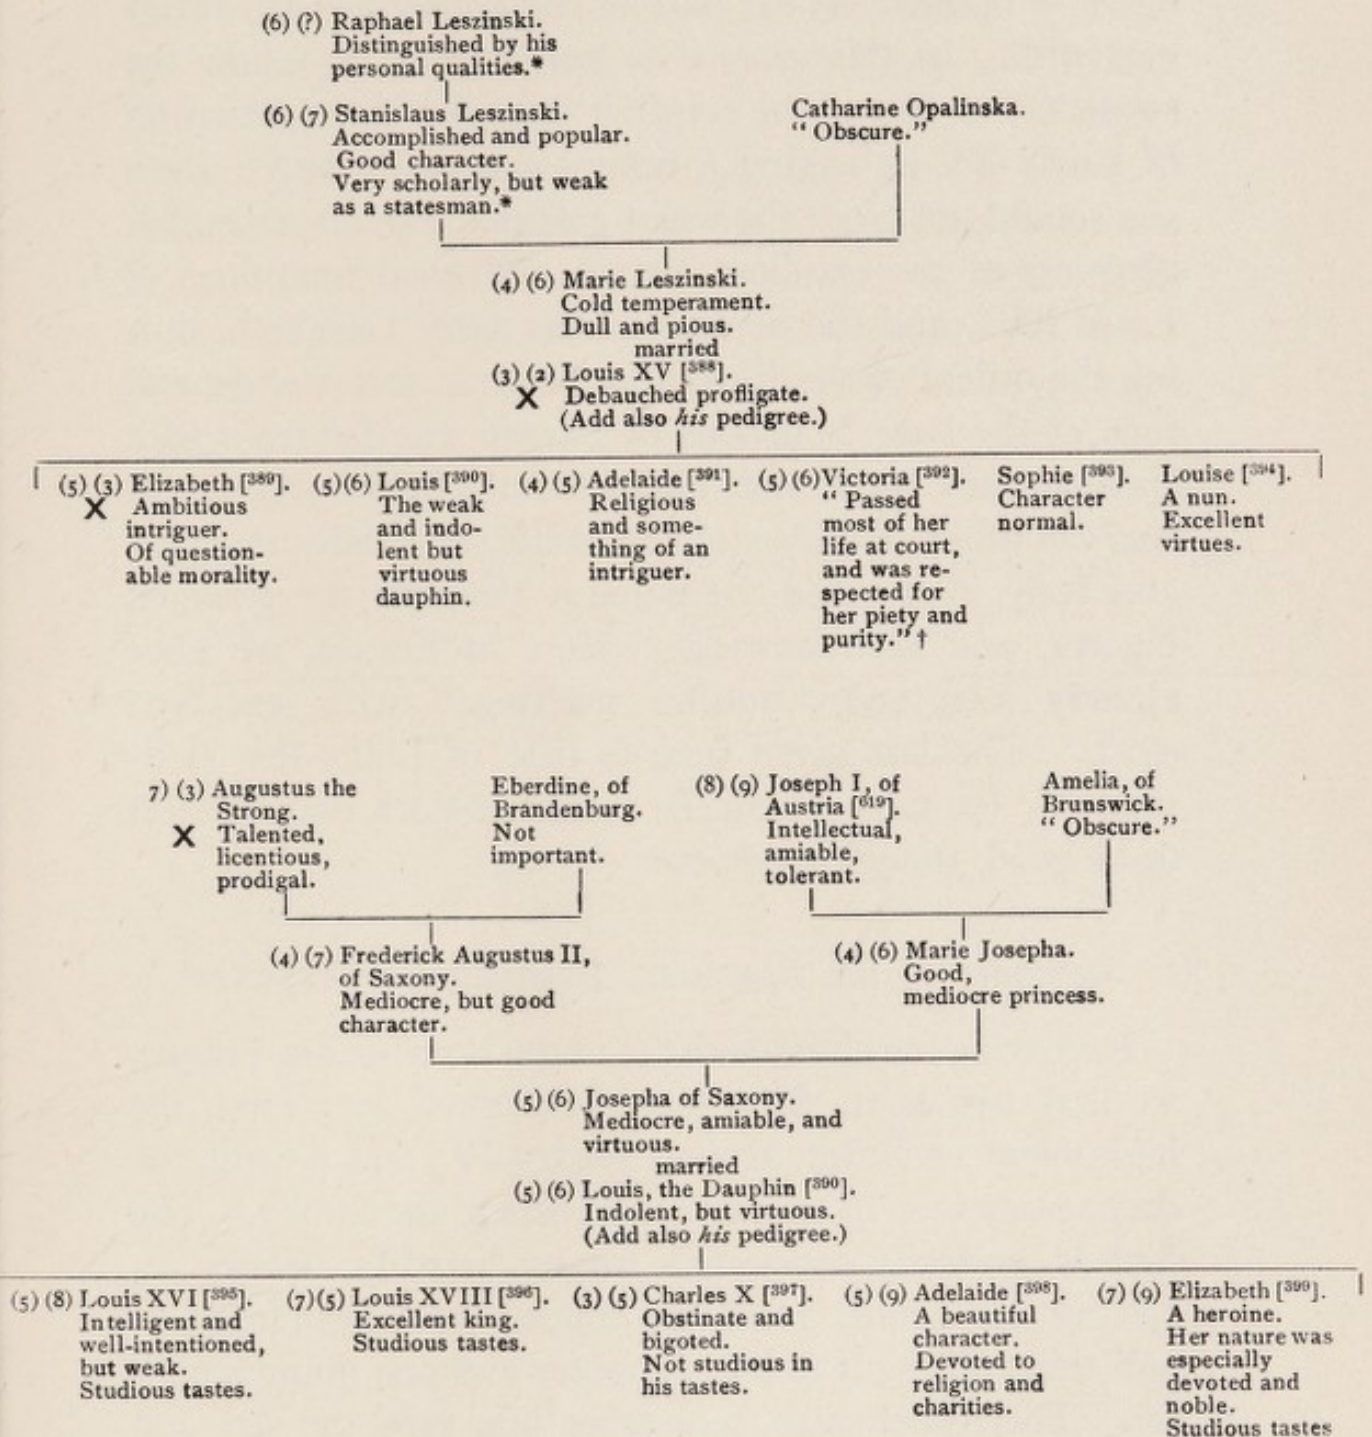 (6) (?) Raphael Leszinski.
Distinguished by his
personal qualities.*
(6) (7) Stanislaus Leszinski.
Accomplished and popular.
Good character.
Very scholarly, but weak
as a statesman.*
Catharine Opalinska.
“ Obscure.”
(4) (6) Marie Leszinski.
Cold temperament.
Dull and pious.
married
(3) (2) Louis XV [388].
X Debauched profligate.
(Add also his pedigree.)
(5) (3) Elizabeth [389].
X Ambitious
intriguer.
Of question-
able morality.
(5) (6) Louis [390].
The weak
and indo-
lent but
virtuous
dauphin.
(4) (5) Adelaide [391].
Religious
and some-
thing of an
intriguer.
(5) (6) Victoria [392].
“ Passed
most of her
life at court,
and was re-
spected for
her piety and
purity.” †
Sophie [393].
Character
normal.
Louise [394].
A nun.
Excellent
virtues.
7) (3) Augustus the
Strong.
X Talented,
licentious,
prodigal.
Eberdine, of
Brandenburg.
Not
important.
(8) (9) Joseph I, of
Austria [619].
Intellectual,
amiable,
tolerant.
Amelia, of
Brunswick.
“ Obscure.”
(4) (7) Frederick Augustus II,
of Saxony.
Mediocre, but good
character.
(4) (6) Marie Josepha.
Good,
mediocre princess.
(5) (6) Josepha of Saxony.
Mediocre, amiable, and
virtuous.
married
(5) (6) Louis, the Dauphin [390].
Indolent, but virtuous.
(Add also his pedigree.)
(5) (8) Louis XVI [395].
Intelligent and
well-intentioned,
but weak.
Studious tastes.
(7) (5) Louis XVIII [396].
Excellent king.
Studious tastes.
(3) (5) Charles X [397].
Obstinate and
bigoted.
Not studious in
his tastes.
(5) (9) Adelaide [398].
A beautiful
character.
Devoted to
religion and
charities.
(7) (9) Elizabeth [399].
A heroine.
Her nature was
especially
devoted and
noble.
Studious tastes